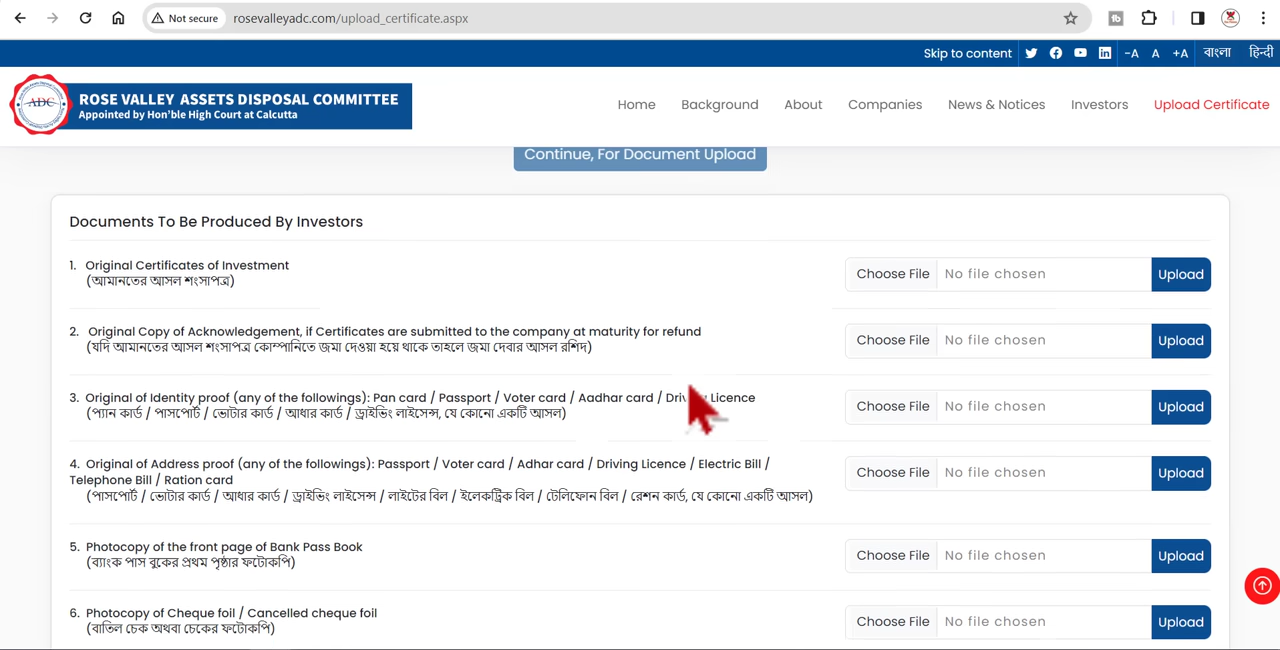 Not secure
rosevalleyadc.com/upload_certificate.aspx
Skip to content
-A A +A বাংলা हिन्दी
ADC
ROSE VALLEY ASSETS DISPOSAL COMMITTEE
Appointed by Hon'ble High Court at Calcutta
Home Background About Companies News & Notices Investors Upload Certificate
Continue, For Document Upload
Documents To Be Produced By Investors
1. Original Certificates of Investment
(আমানতের আসল শংসাপত্র)
Choose File No file chosen Upload
2. Original Copy of Acknowledgement, if Certificates are submitted to the company at maturity for refund
(যদি আমানতের আসল শংসাপত্র কোম্পানিতে জমা দেওয়া হয়ে থাকে তাহলে জমা দেবার আসল রশিদ)
Choose File No file chosen Upload
3. Original of Identity proof (any of the followings): Pan card / Passport / Voter card / Aadhar card / Licence
(প্যান কার্ড / পাসপোর্ট / ভোটার কার্ড / আধার কার্ড / ড্রাইভিং লাইসেন্স, যে কোনো একটি আসল)
Choose File No file chosen Upload
4. Original of Address proof (any of the followings): Passport / Voter card / Adhar card / Driving Licence / Electric Bill /
Telephone Bill / Ration card
(পাসপোর্ট / ভোটার কার্ড / আধার কার্ড / ড্রাইভিং লাইসেন্স / লাইটের বিল / ইলেকট্রিক বিল / টেলিফোন বিল / রেশন কার্ড, যে কোনো একটি আসল)
Choose File No file chosen Upload
5. Photocopy of the front page of Bank Pass Book
(ব্যাংক পাস বুকের প্রথম পৃষ্ঠার ফটোকপি)
Choose File No file chosen Upload
6. Photocopy of Cheque foil / Cancelled cheque foil
(বাতিল চেক অথবা চেকের ফটোকপি)
Choose File No file chosen Upload